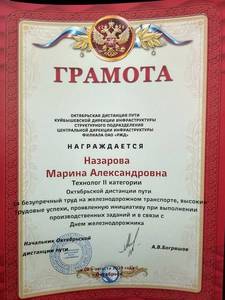 ГРАМОТА
ОКТЯБРЬСКАЯ ДИСТАНЦИЯ ПУТИ
КУЙБЫШЕВСКОЙ ДИРЕКЦИИ ИНФРАСТРУКТУРЫ
СТРУКТУРНОГО ПОДРАЗДЕЛЕНИЯ
ЦЕНТРАЛЬНОЙ ДИРЕКЦИИ ИНФРАСТРУКТУРЫ
ФИЛИАЛА ОАО «РЖД»
НАГРАЖДАЕТСЯ
Назарова
Марина Александровна
Технолог II категории
Октябрьской дистанции пути
За безупречный труд на железнодорожном транспорте, высокие
трудовые успехи, проявленную инициативу при выполнении
производственных заданий и в связи с
Днем железнодорожника
Начальник Октябрьской
дистанции пути
А.В.Багряшов